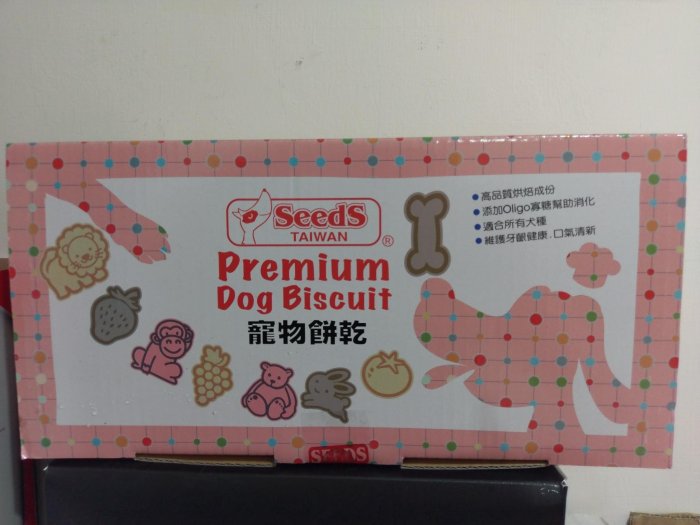 SeedS
TAIWAN
®
Premium
Dog Biscuit
寵物餅乾
●高品質烘焙成份
●添加Oligo寡糖幫助消化
●適合所有犬種
●維護牙齦健康．口氣清新
SEEDS